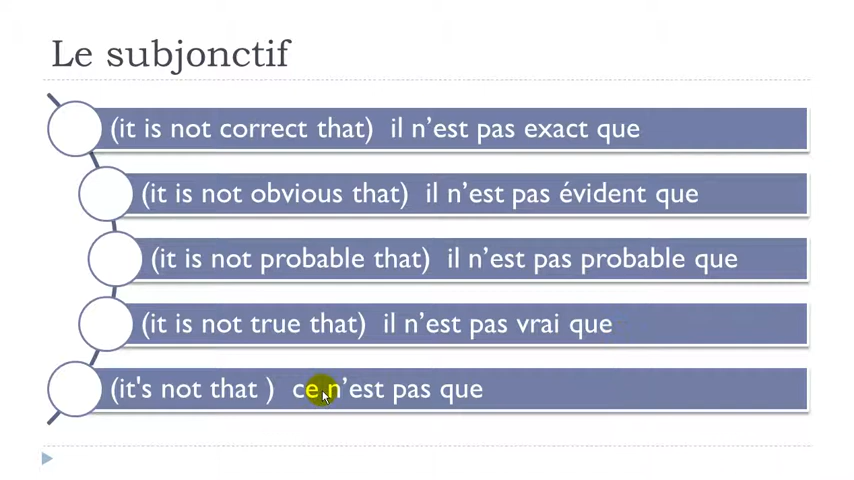 Le subjonctif
(it is not correct that) il n’est pas exact que
(it is not obvious that) il n’est pas évident que
(it is not probable that) il n’est pas probable que
(it is not true that) il n’est pas vrai que
(it's not that ) ce n’est pas que